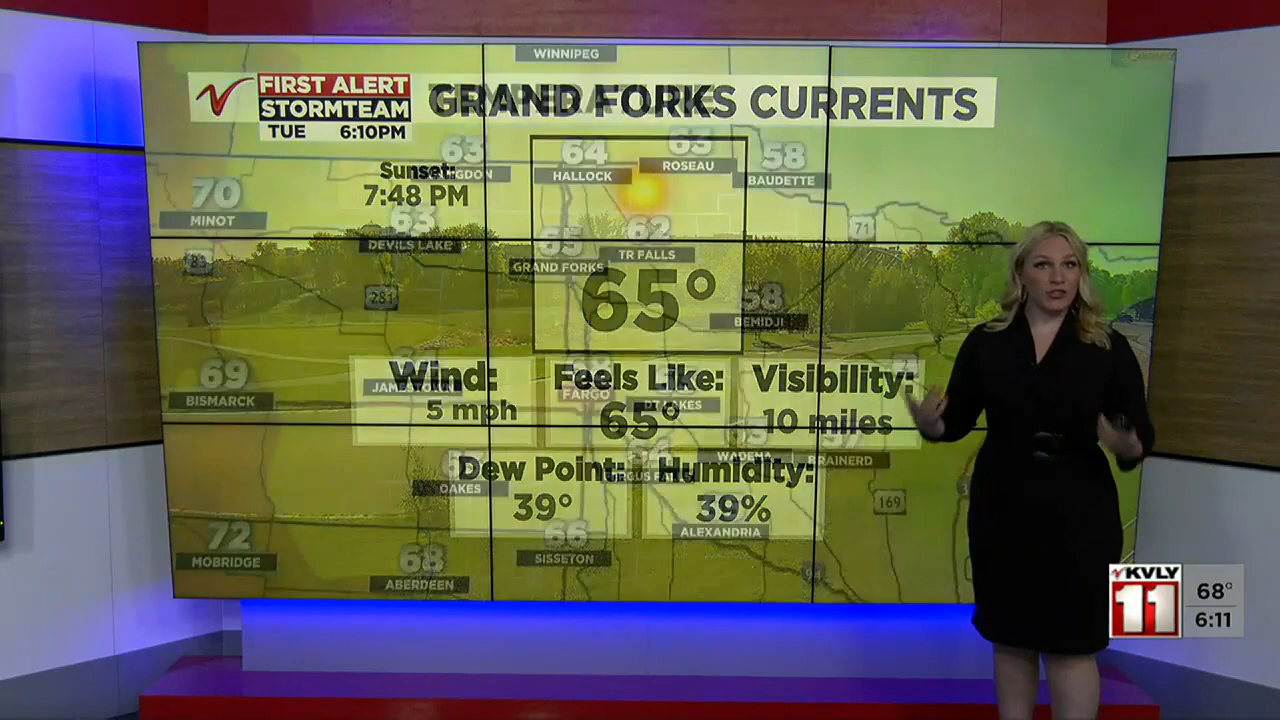 WINNIPEG
FIRST ALERT
STORMTEAM
TUE 6:10PM
GRAND FORKS CURRENTS
63
64
HALLOCK
63
ROSEAU
58
BAUDETTE
Sunset:
7:48 PM
70
MINOT
63
DEVILS LAKE
71
65
GRAND FORKS
62
TR FALLS
65°
83
281
58
BEMIDJI
69
BISMARCK
Wind:
5 mph
Feels Like:
65°
FARGO
DT LAKES
Visibility:
10 miles
WADENA
BRAINERD
OAKES
Dew Point:
39°
Humidity:
39%
ALEXANDRIA
169
72
MOBRIDGE
68
ABERDEEN
66
SISSETON
KVLY
11
68°
6:11